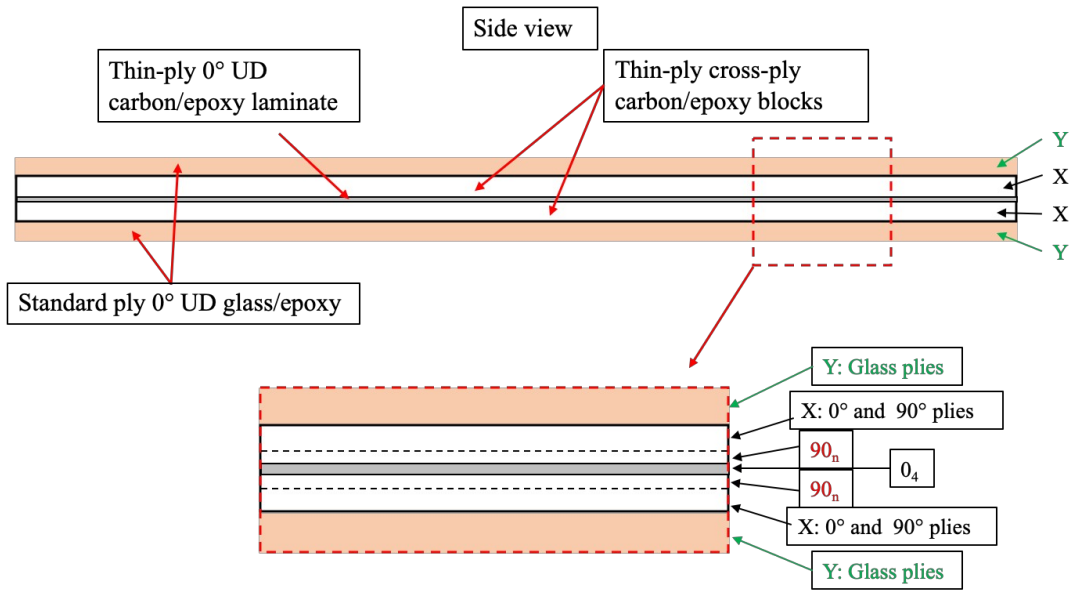 Side view
Thin-ply 0° UD
carbon/epoxy laminate
Thin-ply cross-ply
carbon/epoxy blocks
Y
X
X
Y
Standard ply 0° UD glass/epoxy
Y: Glass plies
X: 0° and 90° plies
90n
04
90n
X: 0° and 90° plies
Y: Glass plies